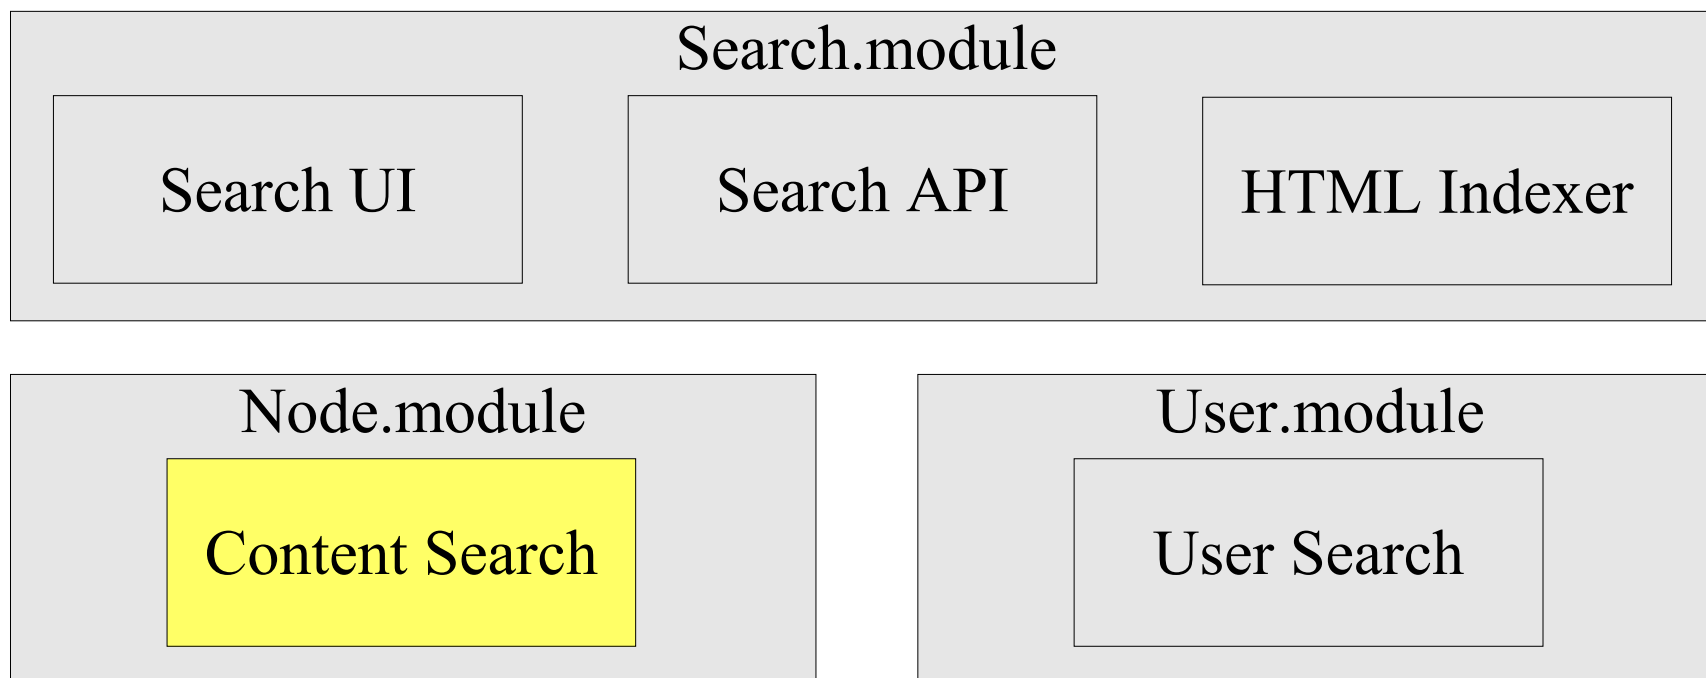 Search.module
Search UI
Search API
HTML Indexer
Node.module
Content Search
User.module
User Search